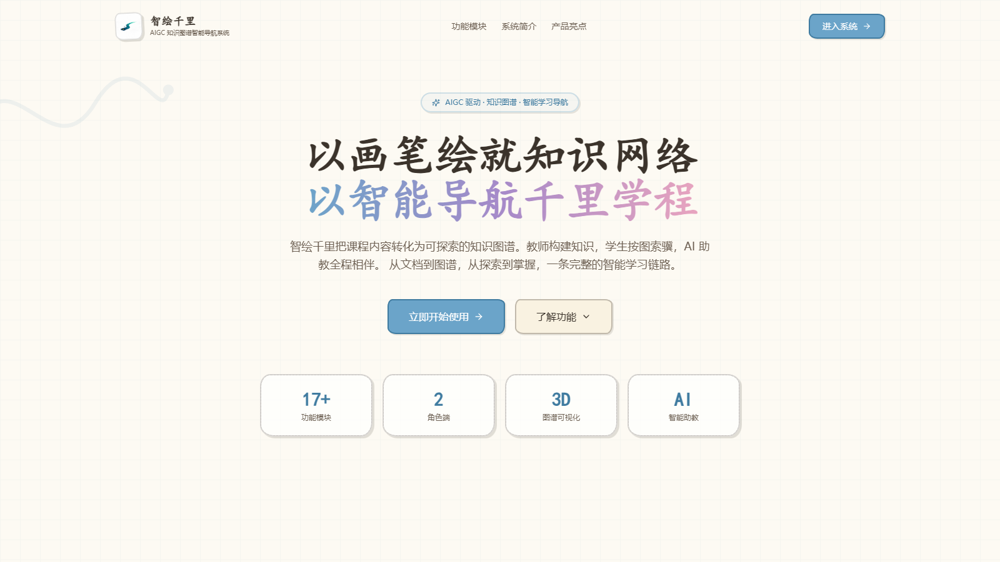 智绘千里
AIGC 知识图谱智能导航系统
功能模块
系统简介
产品亮点
进入系统
AIGC 驱动 · 知识图谱 · 智能学习导航
以画笔绘就知识网络
以智能导航千里学程
智绘千里把课程内容转化为可探索的知识图谱。教师构建知识，学生按图索骥，AI 助
教全程相伴。 从文档到图谱，从探索到掌握，一条完整的智能学习链路。
立即开始使用
了解功能
17+
功能模块
2
角色端
3D
图谱可视化
AI
智能助教